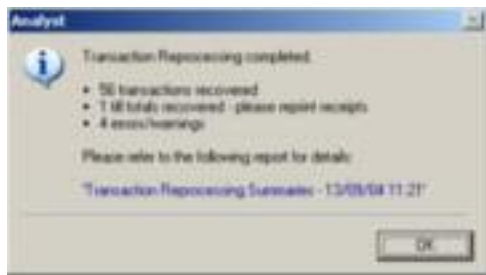 Analyst
Transaction Reprocessing completed.
• 56 transactions recovered
• 1 till totals recovered - please reprint receipts
• 4 errors/warnings
Please refer to the following report for details:
"Transaction Reprocessing Summaries - 13/09/04 11:21"
OK